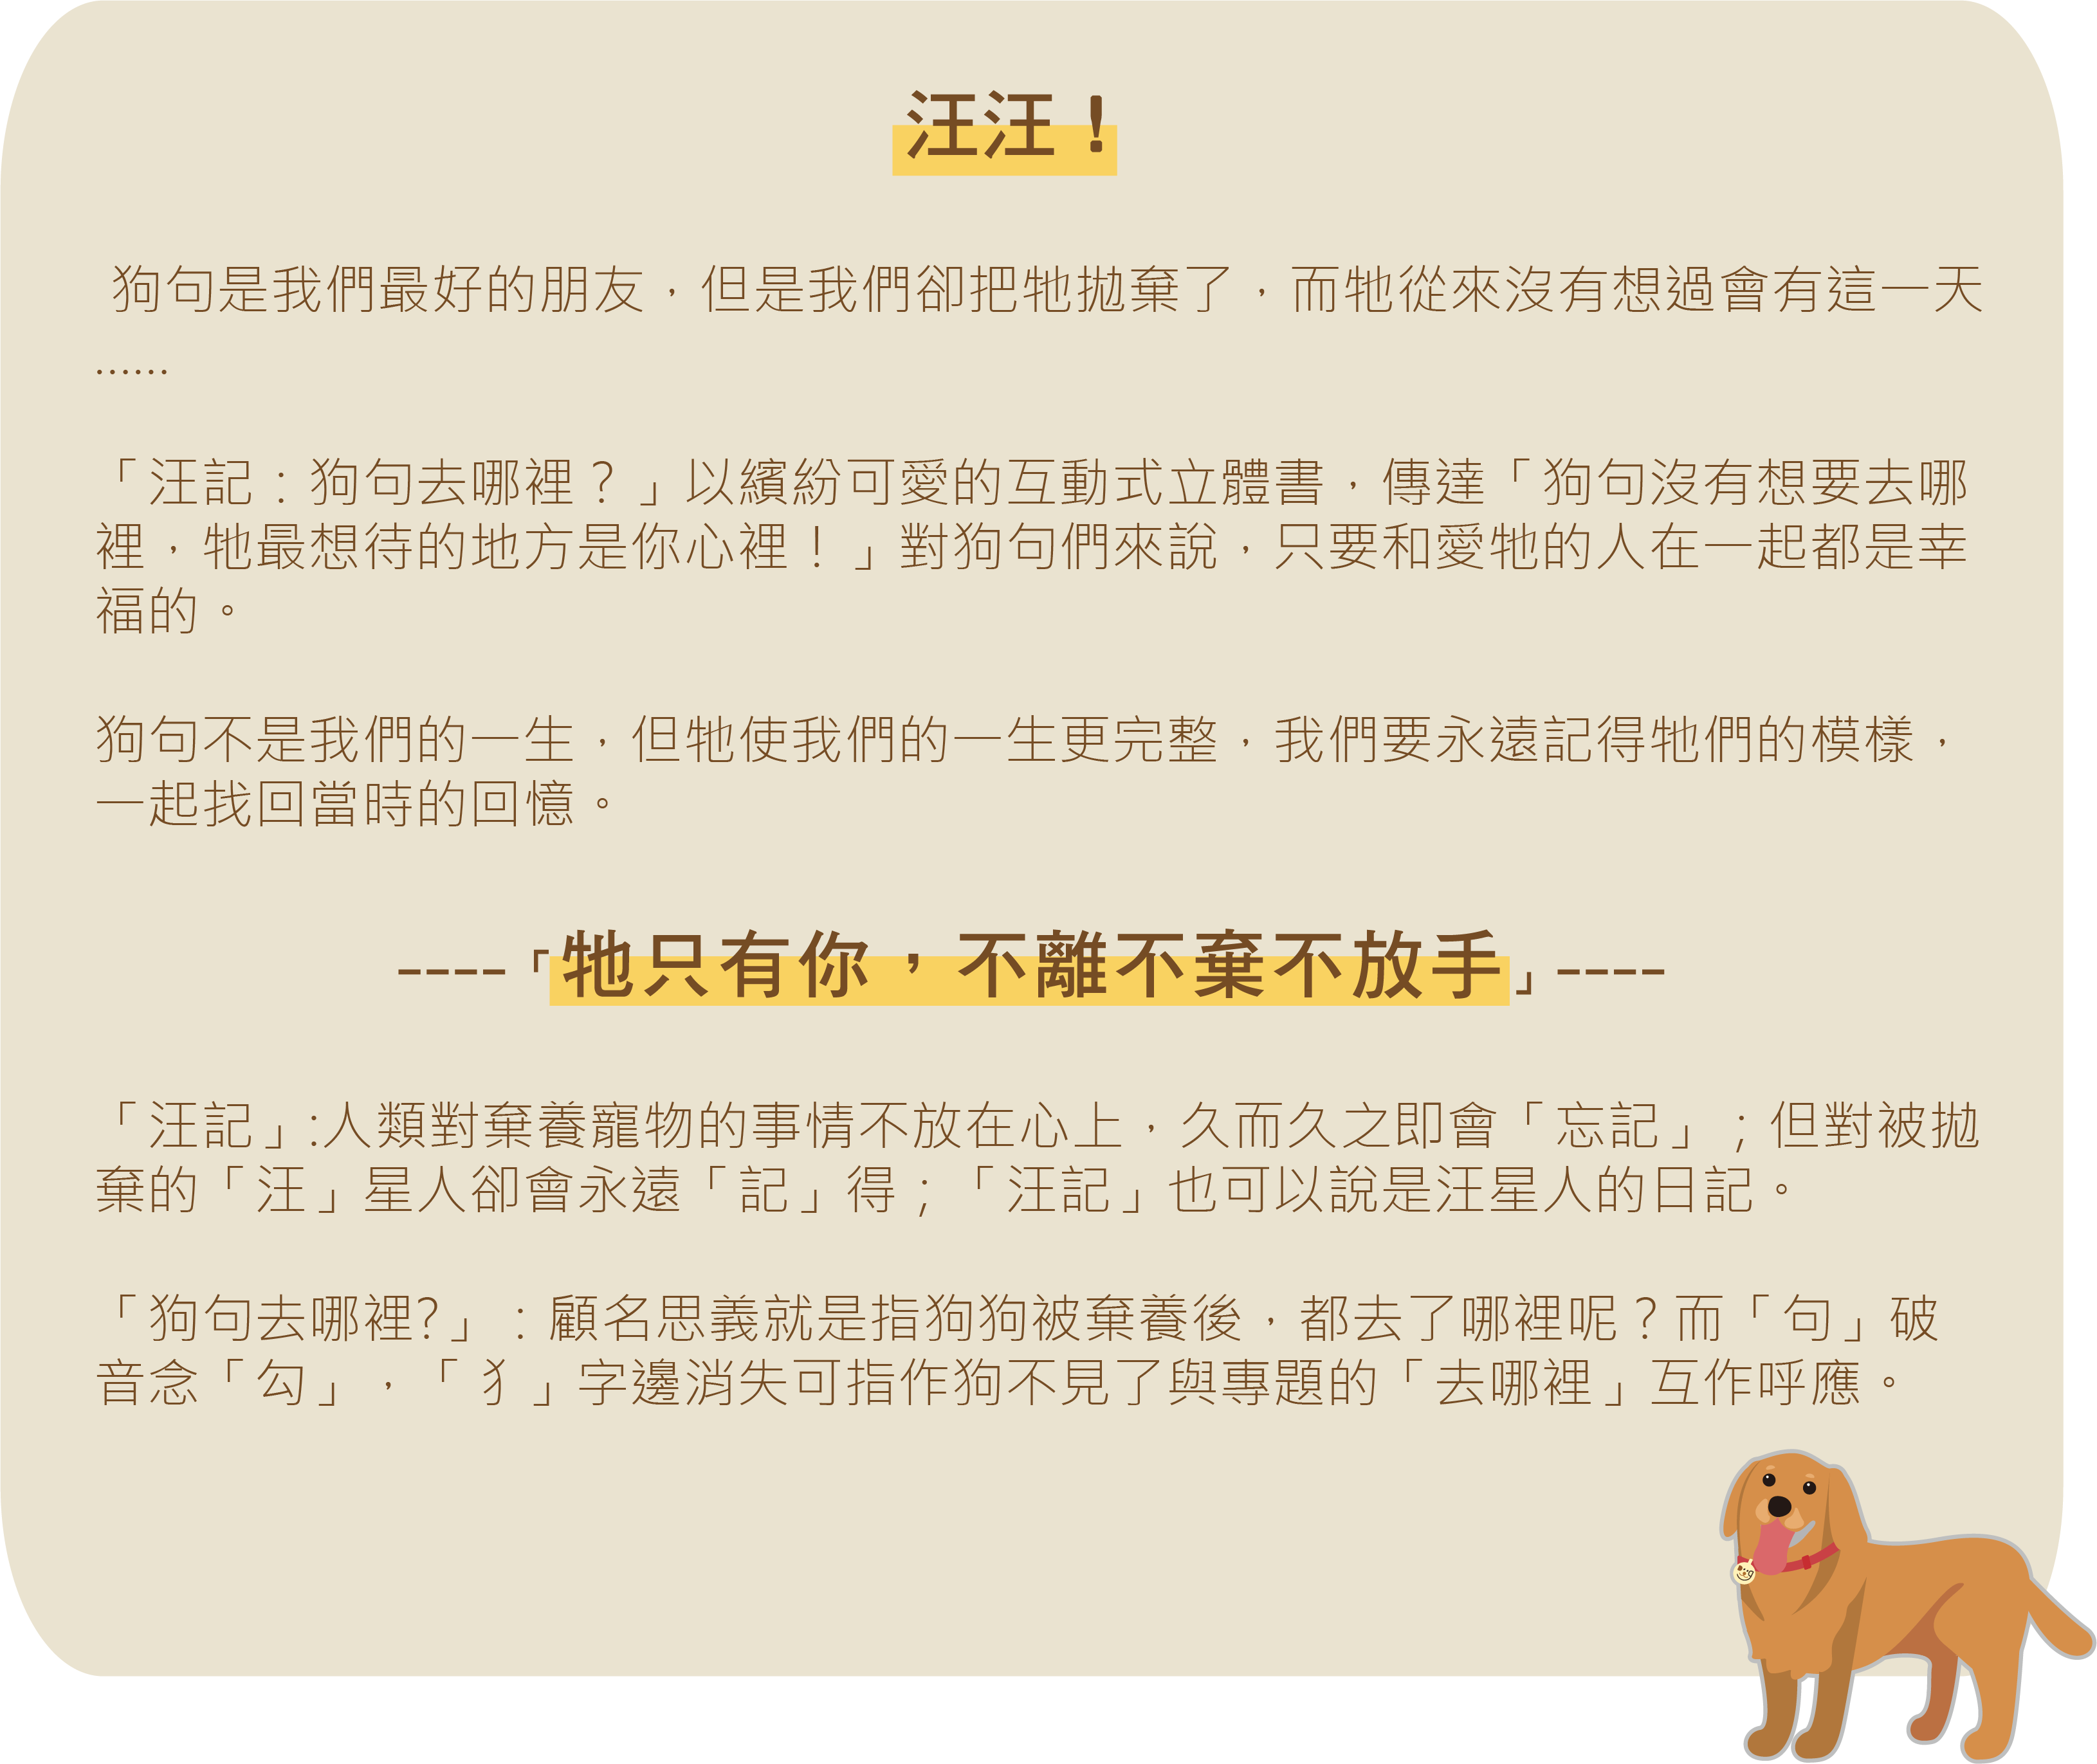 汪汪！
狗句是我們最好的朋友，但是我們卻把牠拋棄了，而牠從來沒有想過會有這一天
……
「汪記：狗句去哪裡？」以繽紛可愛的互動式立體書，傳達「狗句沒有想要去哪
裡，牠最想待的地方是你心裡！」對狗句們來說，只要和愛牠的人在一起都是幸
福的。
狗句不是我們的一生，但牠使我們的一生更完整，我們要永遠記得牠們的模樣，
一起找回當時的回憶。
----「牠只有你，不離不棄不放手」----
「汪記」:人類對棄養寵物的事情不放在心上，久而久之即會「忘記」；但對被拋
棄的「汪」星人卻會永遠「記」得；「汪記」也可以說是汪星人的日記。
「狗句去哪裡?」：顧名思義就是指狗狗被棄養後，都去了哪裡呢？而「句」破
音念「勾」，「犭」字邊消失可指作狗不見了與專題的「去哪裡」互作呼應。